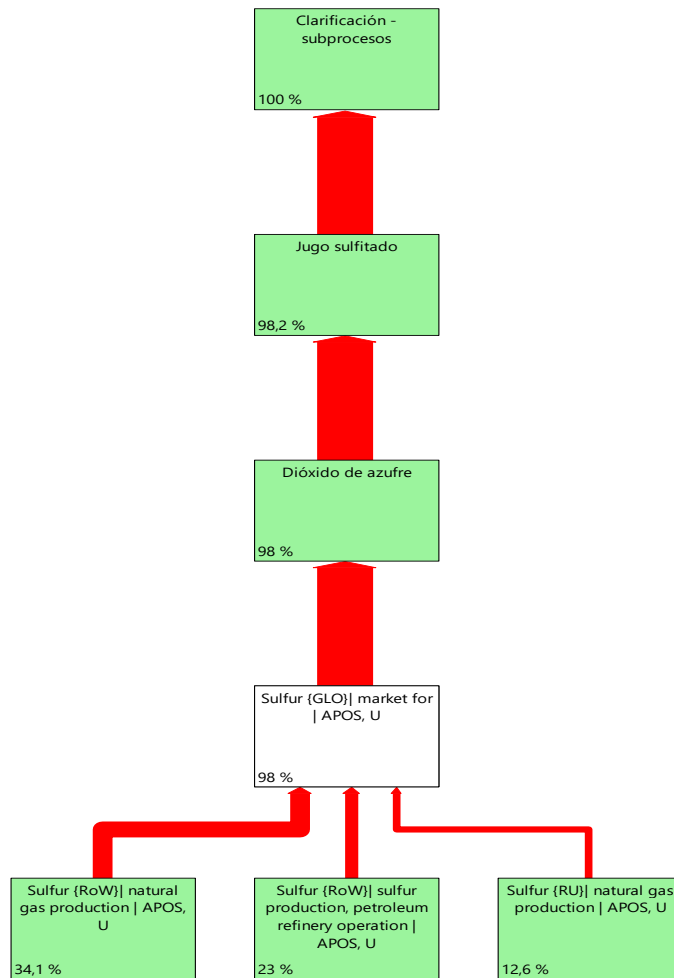 Clarificación -
subprocesos
100 %
Jugo sulfitado
98,2 %
Dióxido de azufre
98 %
Sulfur {GLO}| market for
| APOS, U
98 %
Sulfur {RoW}| natural
gas production | APOS,
U
34,1 %
Sulfur {RoW}| sulfur
production, petroleum
refinery operation |
APOS, U
23 %
Sulfur {RU}| natural gas
production | APOS, U
12,6 %